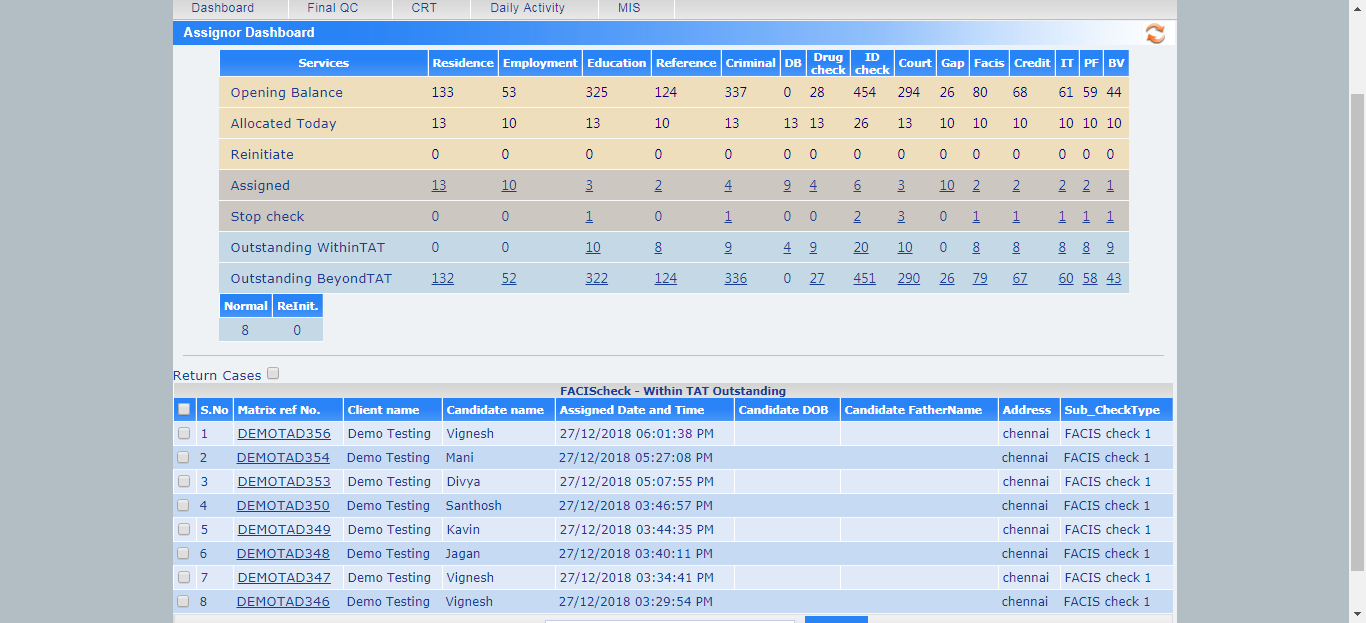 Dashboard Final QC CRT Daily Activity MIS
Assignor Dashboard
Services Residence Employment Education Reference Criminal DB Drug check ID check Court Gap Facis Credit IT PF BV
Opening Balance 133 53 325 124 337 0 28 454 294 26 80 68 61 59 44
Allocated Today 13 10 13 10 13 13 13 26 13 10 10 10 10 10 10
Reinitiate 0 0 0 0 0 0 0 0 0 0 0 0 0 0 0
Assigned 13 10 3 2 4 9 4 6 3 10 2 2 2 2 1
Stop check 0 0 1 0 1 0 0 2 3 0 1 1 1 1 1
Outstanding WithinTAT 0 0 10 8 9 4 9 20 10 0 8 8 8 8 9
Outstanding BeyondTAT 132 52 322 124 336 0 27 451 290 26 79 67 60 58 43
Normal ReInit.
8 0
Return Cases
FACIScheck - Within TAT Outstanding
S.No Matrix ref No. Client name Candidate name Assigned Date and Time Candidate DOB Candidate FatherName Address Sub_CheckType
1 DEMOTAD356 Demo Testing Vignesh 27/12/2018 06:01:38 PM chennai FACIS check 1
2 DEMOTAD354 Demo Testing Mani 27/12/2018 05:27:08 PM chennai FACIS check 1
3 DEMOTAD353 Demo Testing Divya 27/12/2018 05:07:55 PM chennai FACIS check 1
4 DEMOTAD350 Demo Testing Santhosh 27/12/2018 03:46:57 PM chennai FACIS check 1
5 DEMOTAD349 Demo Testing Kavin 27/12/2018 03:44:35 PM chennai FACIS check 1
6 DEMOTAD348 Demo Testing Jagan 27/12/2018 03:40:11 PM chennai FACIS check 1
7 DEMOTAD347 Demo Testing Vignesh 27/12/2018 03:34:41 PM chennai FACIS check 1
8 DEMOTAD346 Demo Testing Vignesh 27/12/2018 03:29:54 PM chennai FACIS check 1